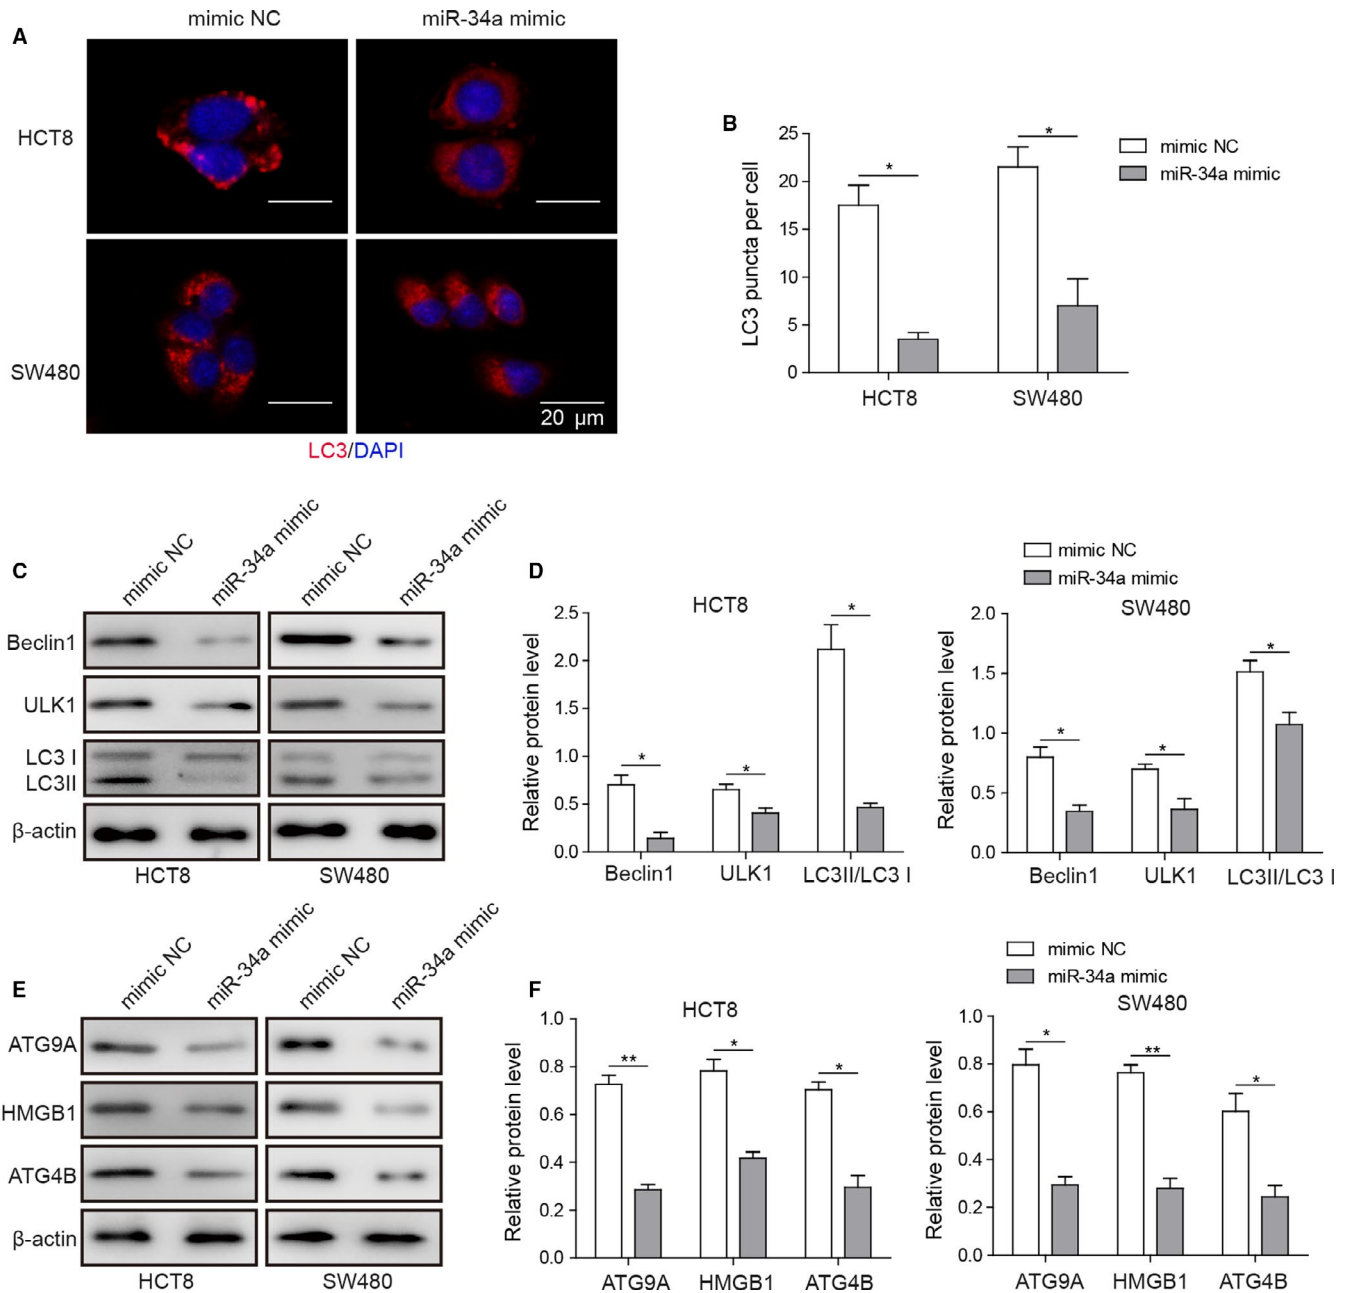 mimic NC miR-34a mimic
A
HCT8
SW480
20 μm
LC3/DAPI
B
LC3 puncta per cell
25
20
15
10
5
0
*
*
HCT8 SW480
mimic NC
miR-34a mimic
C
mimic NC miR-34a mimic mimic NC miR-34a mimic
Beclin1
ULK1
LC3 I
LC3II
β-actin
HCT8 SW480
D
mimic NC
miR-34a mimic
HCT8
Relative protein level
2.5
2.0
1.5
1.0
0.5
0.0
*
*
*
Beclin1 ULK1 LC3II/LC3 I
SW480
Relative protein level
2.0
1.5
1.0
0.5
0.0
*
*
*
Beclin1 ULK1 LC3II/LC3 I
E
mimic NC miR-34a mimic mimic NC miR-34a mimic
ATG9A
HMGB1
ATG4B
β-actin
HCT8 SW480
F
mimic NC
miR-34a mimic
HCT8
Relative protein level
1.0
0.8
0.6
0.4
0.2
0.0
**
*
*
ATG9A HMGB1 ATG4B
SW480
Relative protein level
1.0
0.8
0.6
0.4
0.2
0.0
*
**
*
ATG9A HMGB1 ATG4B